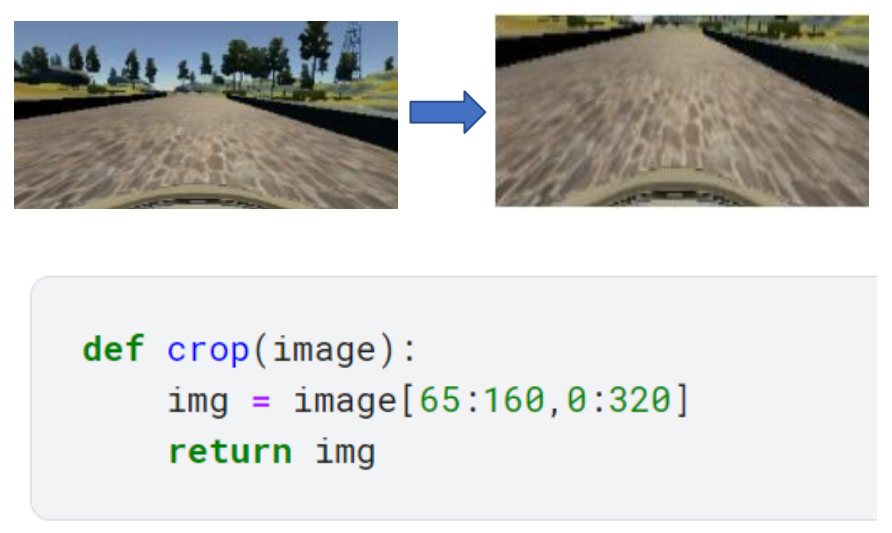 def crop(image):
    img = image[65:160,0:320]
    return img